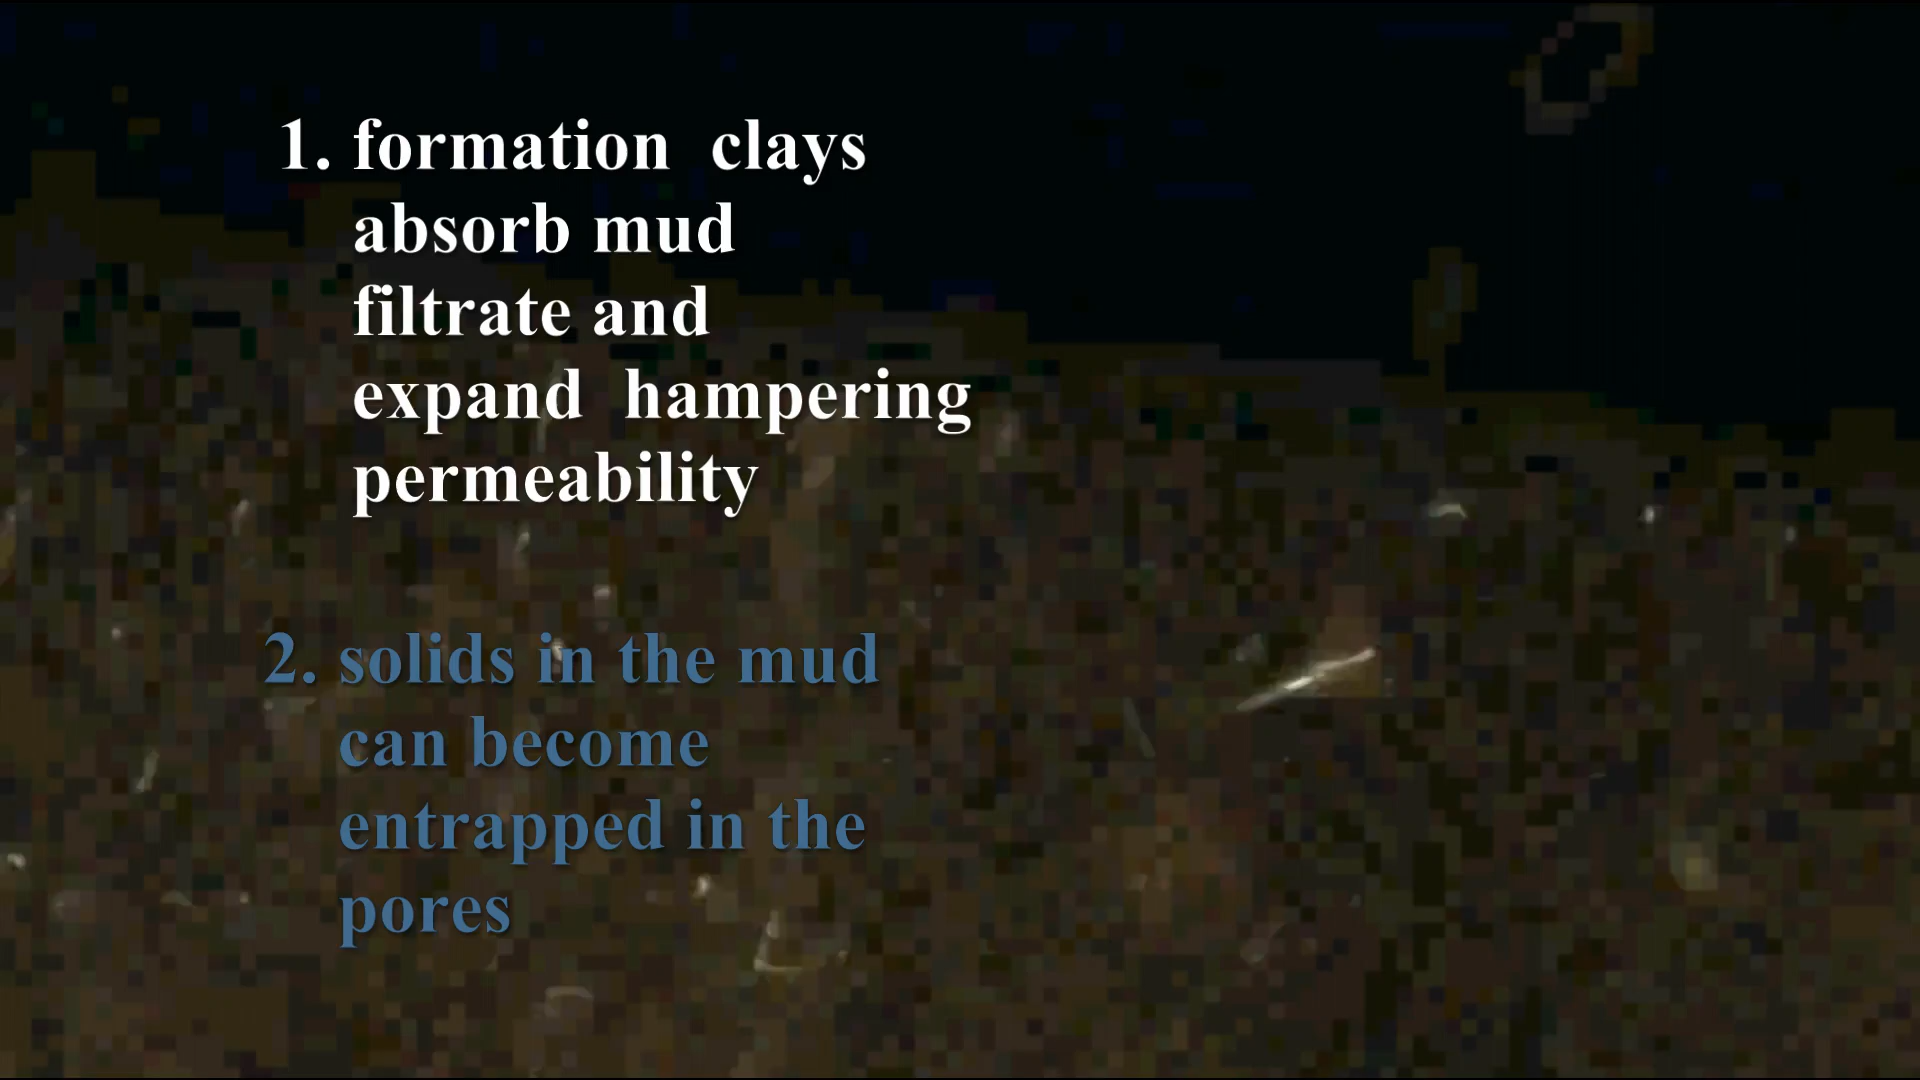 1. formation clays
absorb mud
filtrate and
expand hampering
permeability
2. solids in the mud
can become
entrapped in the
pores